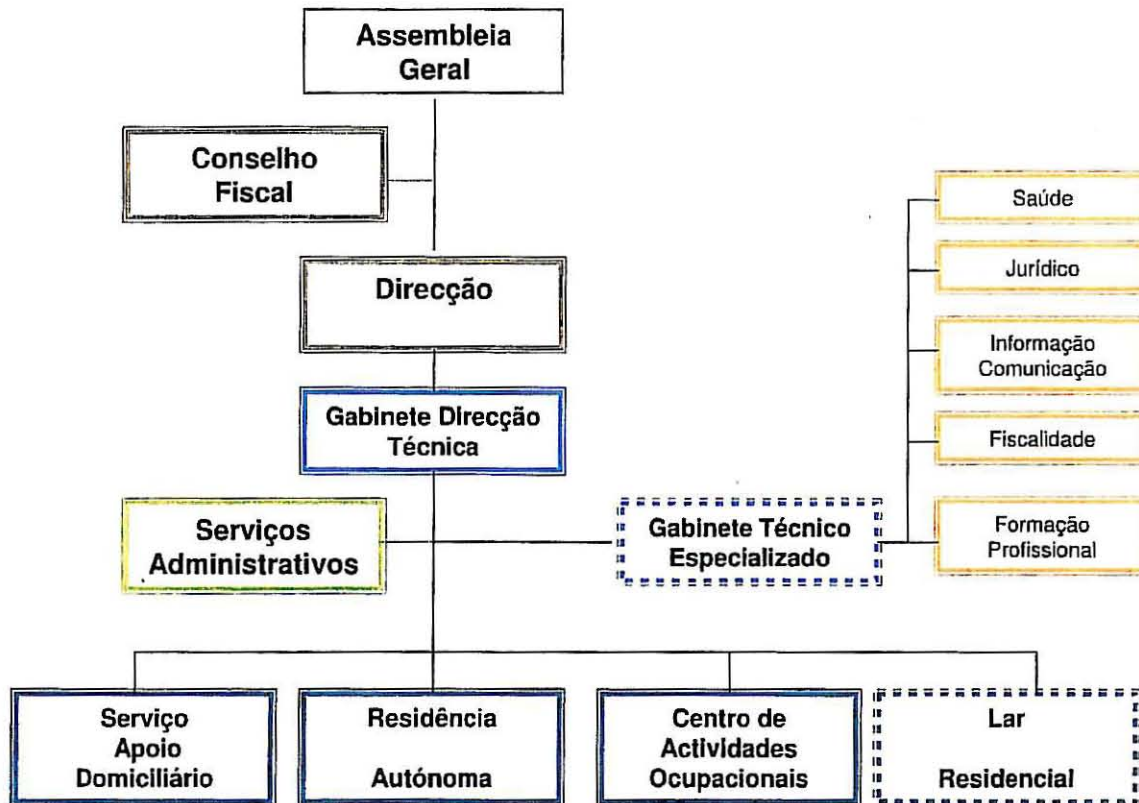 Assembleia
Geral
Conselho
Fiscal
Direcção
Gabinete Direcção
Técnica
Serviços
Administrativos
Gabinete Técnico
Especializado
Saúde
Jurídico
Informação
Comunicação
Fiscalidade
Formação
Profissional
Serviço
Apoio
Domiciliário
Residência
Autónoma
Centro de
Actividades
Ocupacionais
Lar
Residencial